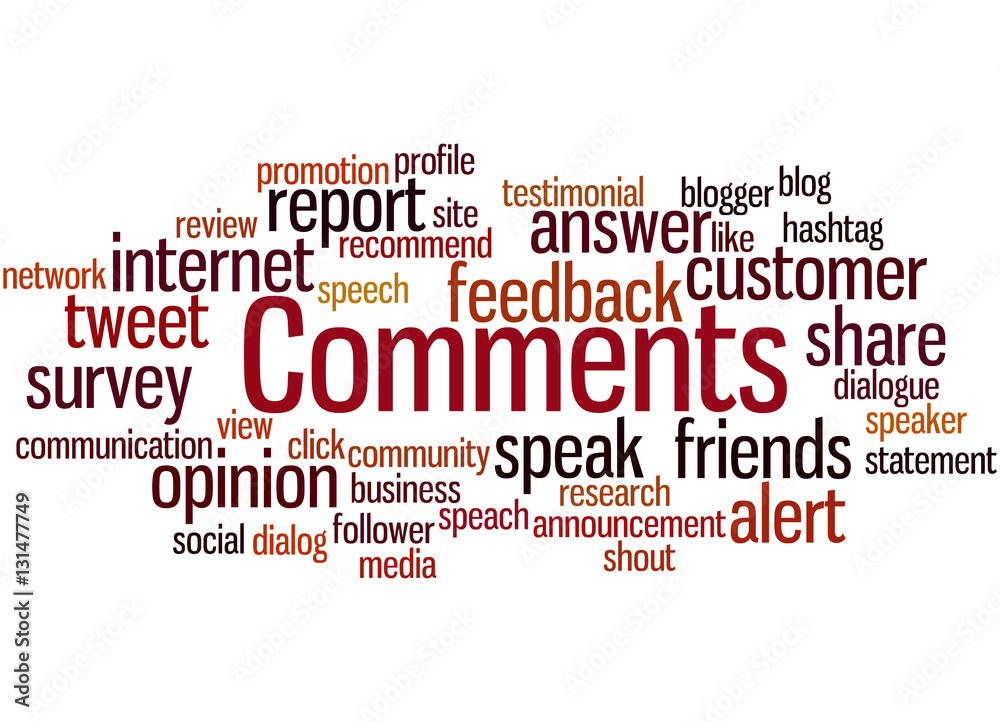 promotion profile
report site
testimonial
blogger blog
review
recommend
answer like hashtag
network internet
speech
feedback customer
tweet
Comments
share
survey
dialogue
view
speaker
communication
click community
speak friends
statement
opinion
business
research
social dialog follower speach announcement alert
media
shout
Adobe Stock | #131477749
Adobe Stock